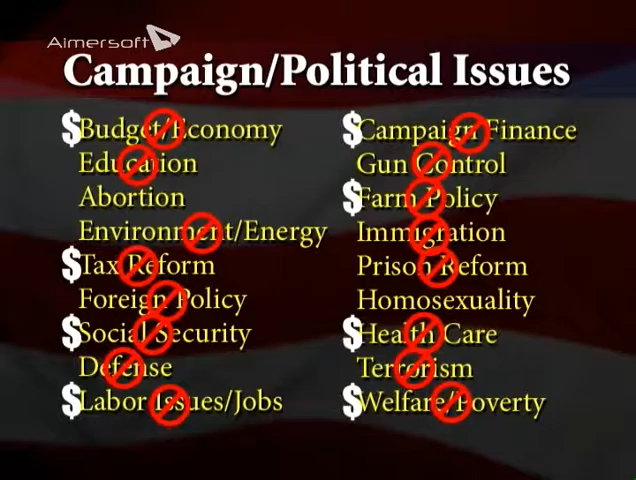 Aimersoft
Campaign/Political Issues
$Budget/Economy
Education
Abortion
Environment/Energy
$Tax Reform
Foreign Policy
$Social Security
Defense
$Labor Issues/Jobs
$Campaign Finance
Gun Control
$Farm Policy
Immigration
Prison Reform
Homosexuality
$Health Care
Terrorism
$Welfare/Poverty